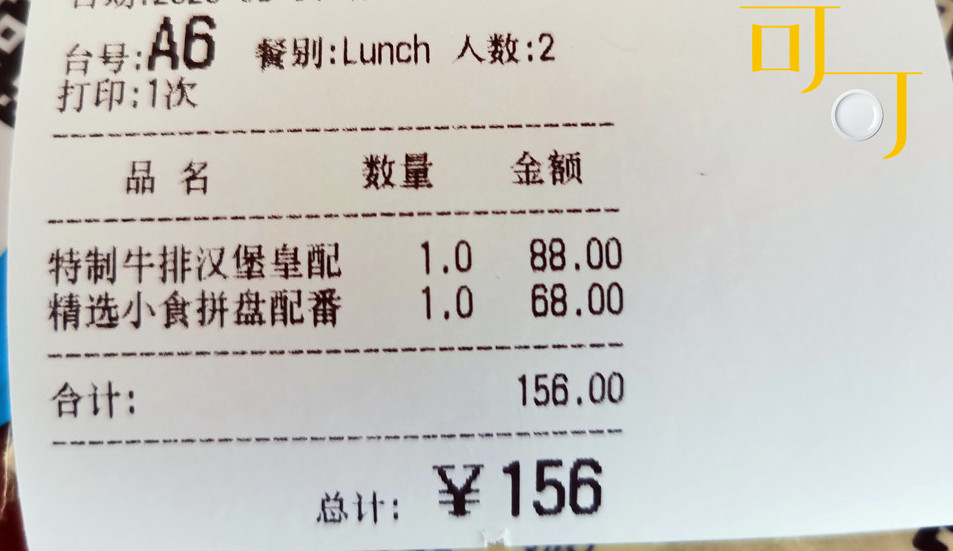 台号:A6 餐别:Lunch 人数:2
打印:1次
品 名 数量 金额
特制牛排汉堡皇配 1.0 88.00
精选小食拼盘配番 1.0 68.00
合计: 156.00
总计: ¥156
可可